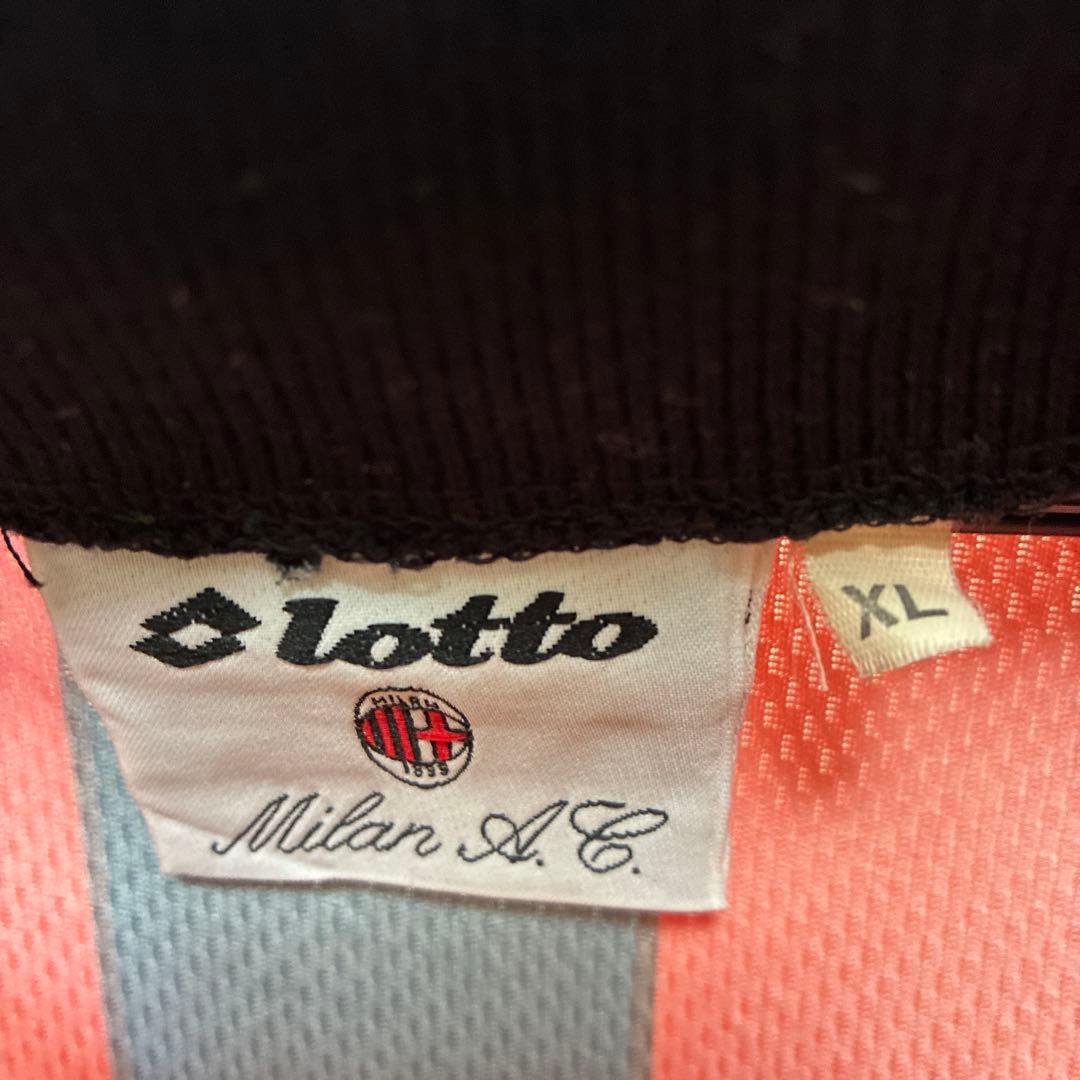 lotto
XL
MILAN
1899
Milan A.C.